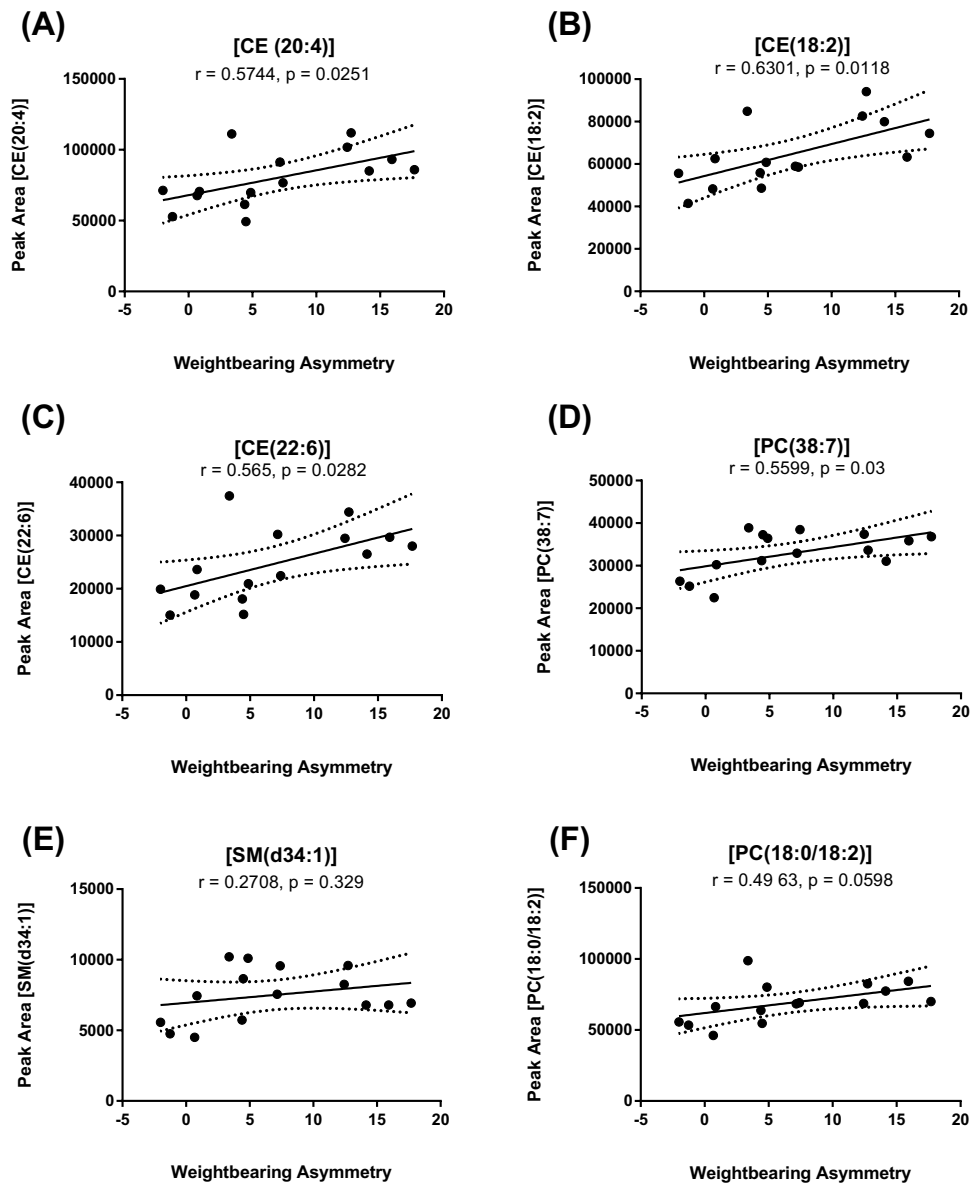 (A)
[CE (20:4)]
r = 0.5744, p = 0.0251
Peak Area [CE(20:4)]
150000
100000
50000
0
-5 0 5 10 15 20
Weightbearing Asymmetry
(B)
[CE(18:2)]
r = 0.6301, p = 0.0118
Peak Area [CE(18:2)]
100000
80000
60000
40000
20000
0
-5 0 5 10 15 20
Weightbearing Asymmetry
(C)
[CE(22:6)]
r = 0.565, p = 0.0282
Peak Area [CE(22:6)]
40000
30000
20000
10000
0
-5 0 5 10 15 20
Weightbearing Asymmetry
(D)
[PC(38:7)]
r = 0.5599, p = 0.03
Peak Area [PC(38:7)]
50000
40000
30000
20000
10000
0
-5 0 5 10 15 20
Weightbearing Asymmetry
(E)
[SM(d34:1)]
r = 0.2708, p = 0.329
Peak Area [SM(d34:1)]
15000
10000
5000
0
-5 0 5 10 15 20
Weightbearing Asymmetry
(F)
[PC(18:0/18:2)]
r = 0.49 63, p = 0.0598
Peak Area [PC(18:0/18:2)]
150000
100000
50000
0
-5 0 5 10 15 20
Weightbearing Asymmetry